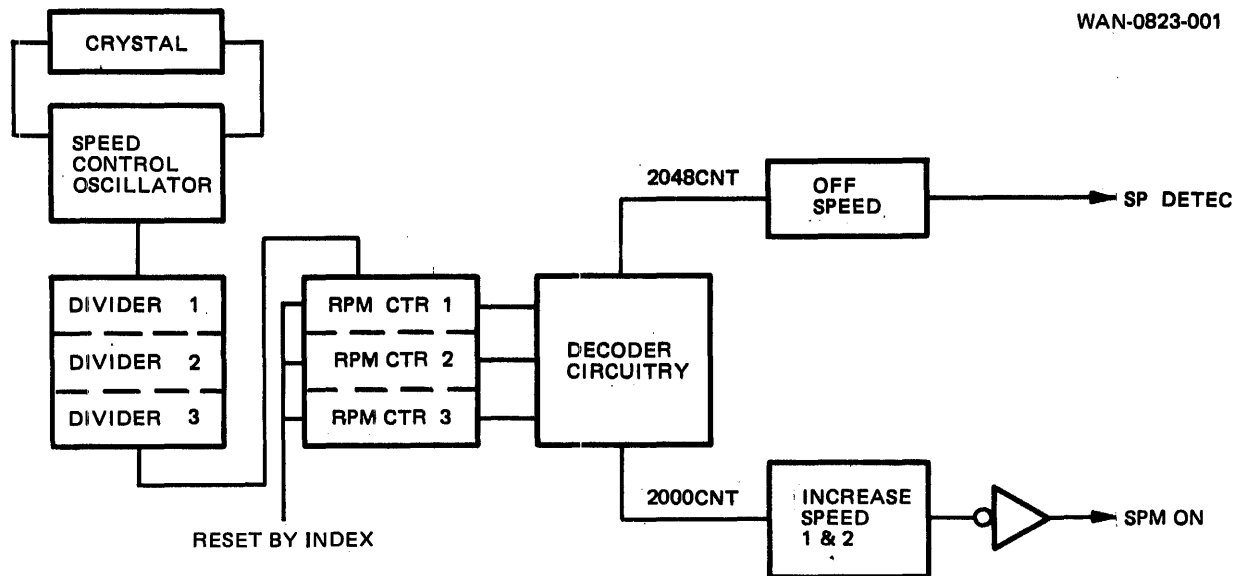 WAN-0823-001
CRYSTAL
SPEED
CONTROL
OSCILLATOR
DIVIDER 1
DIVIDER 2
DIVIDER 3
RPM CTR 1
RPM CTR 2
RPM CTR 3
RESET BY INDEX
DECODER
CIRCUITRY
2048CNT
OFF
SPEED
SP DETEC
2000CNT
INCREASE
SPEED
1 & 2
SPM ON